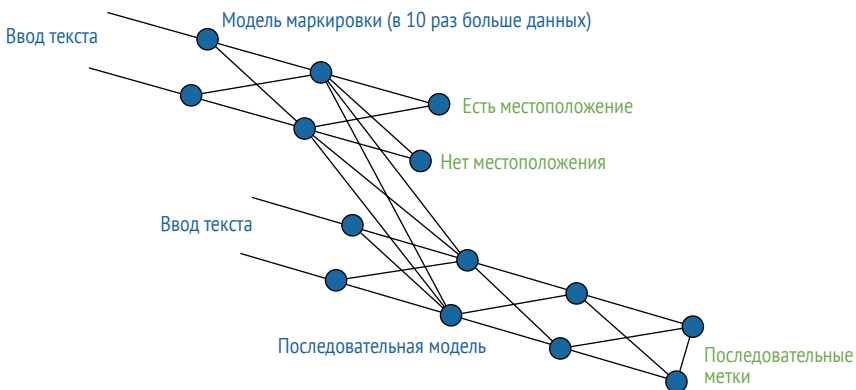 Модель маркировки (в 10 раз больше данных)
Ввод текста
Есть местоположение
Нет местоположения
Ввод текста
Последовательная модель
Последовательные
метки